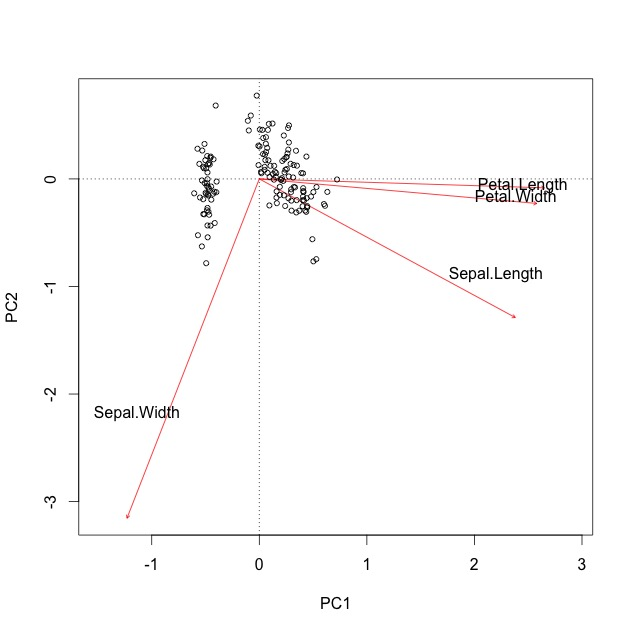 0
Petal.Length
Petal.Width
Sepal.Length
-1
PC2
-2
Sepal.Width
-3
-1 0 1 2 3
PC1